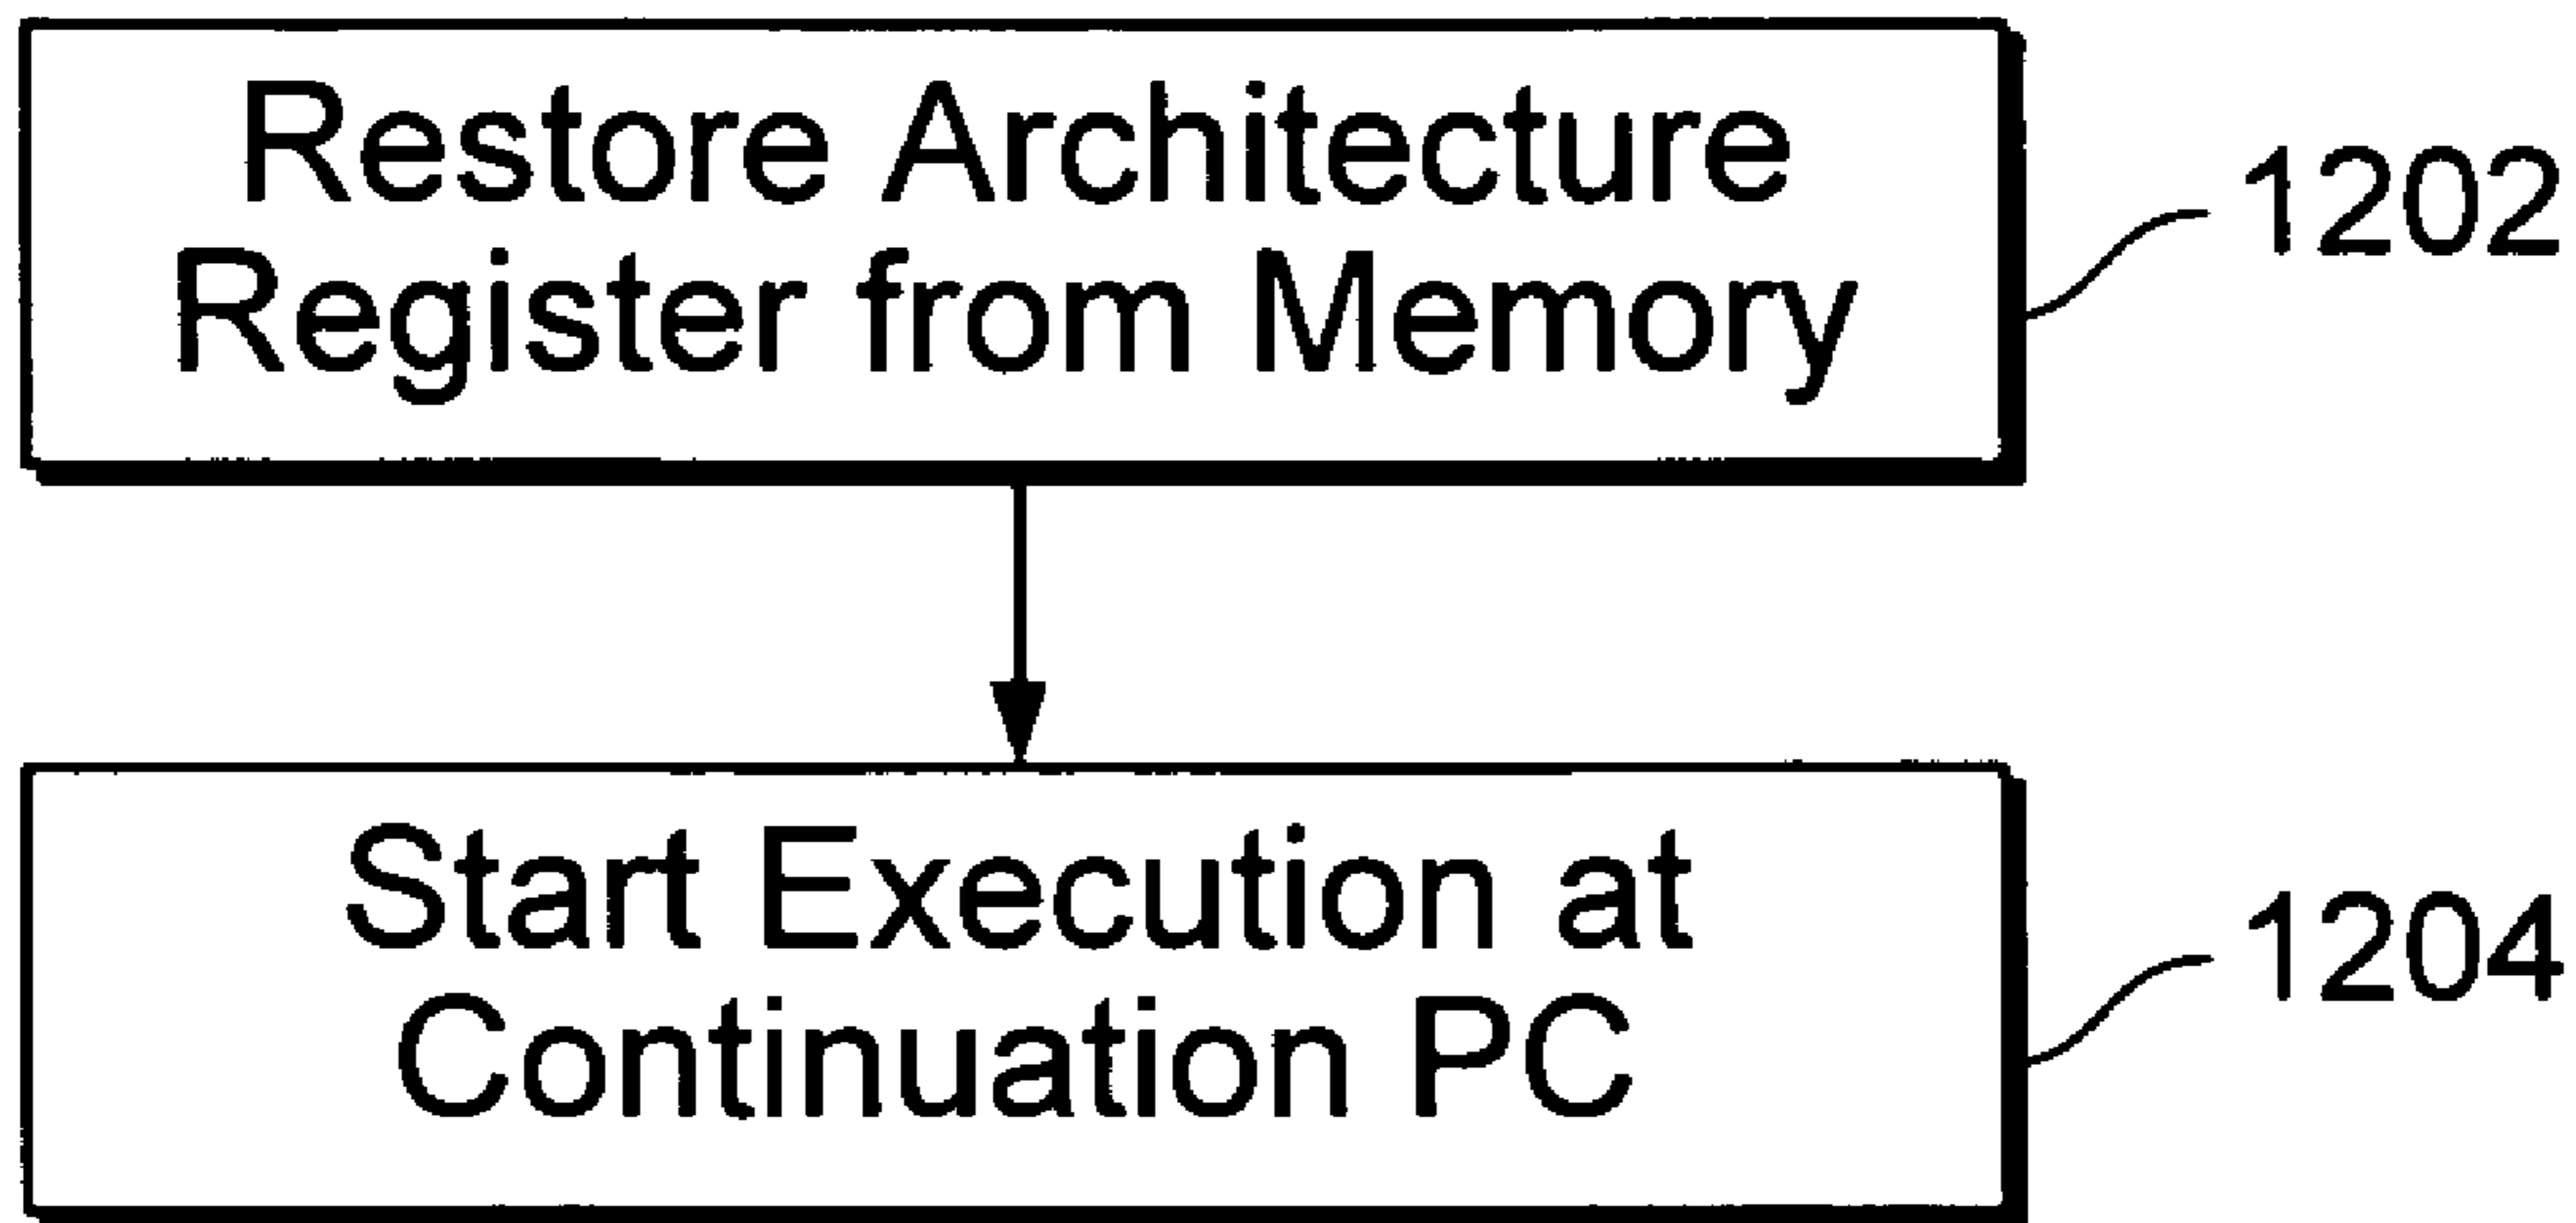 Restore Architecture
Register from Memory
1202
Start Execution at
Continuation PC
1204